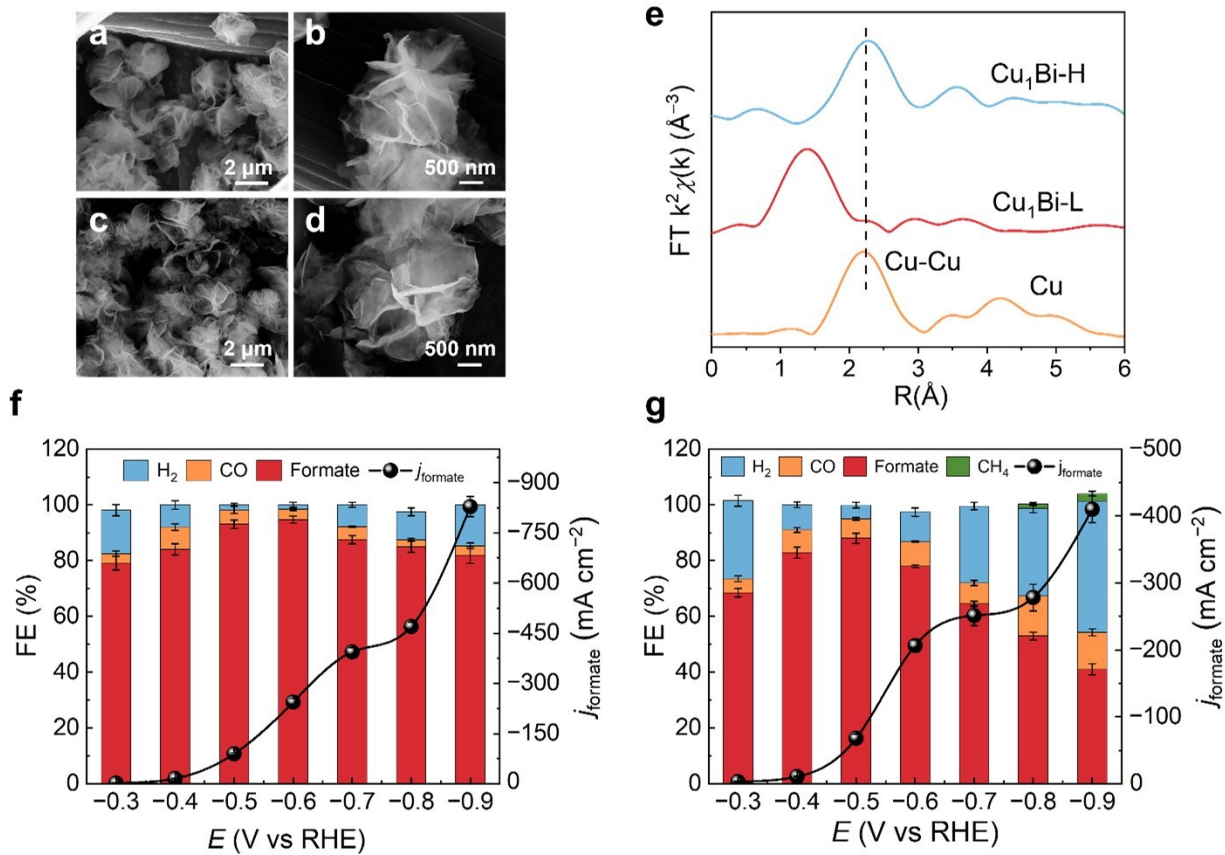 a
2 μm
b
500 nm
c
2 μm
d
500 nm
e
FT k²χ(k) (Å⁻³)
Cu₁Bi-H
Cu₁Bi-L
Cu-Cu
Cu
0 1 2 3 4 5 6
R(Å)
f
FE (%)
120
100
80
60
40
20
0
H₂ CO Formate j_formate
−900
−750
−600
−450
−300
−150
0
j_formate (mA cm⁻²)
−0.3 −0.4 −0.5 −0.6 −0.7 −0.8 −0.9
E (V vs RHE)
g
FE (%)
120
100
80
60
40
20
0
H₂ CO Formate CH₄ j_formate
−500
−400
−300
−200
−100
0
j_formate (mA cm⁻²)
−0.3 −0.4 −0.5 −0.6 −0.7 −0.8 −0.9
E (V vs RHE)